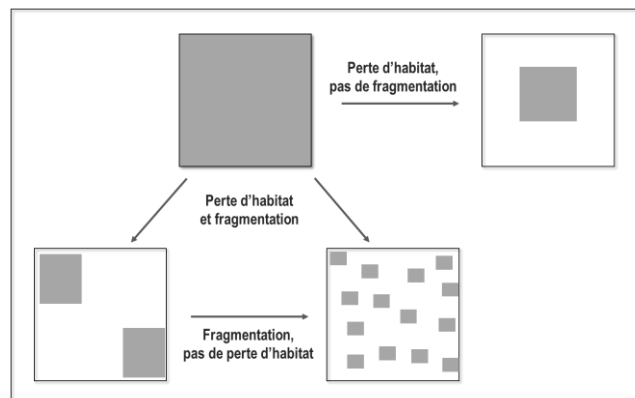 Perte d’habitat,
pas de fragmentation
Perte d’habitat
et fragmentation
Fragmentation,
pas de perte d’habitat